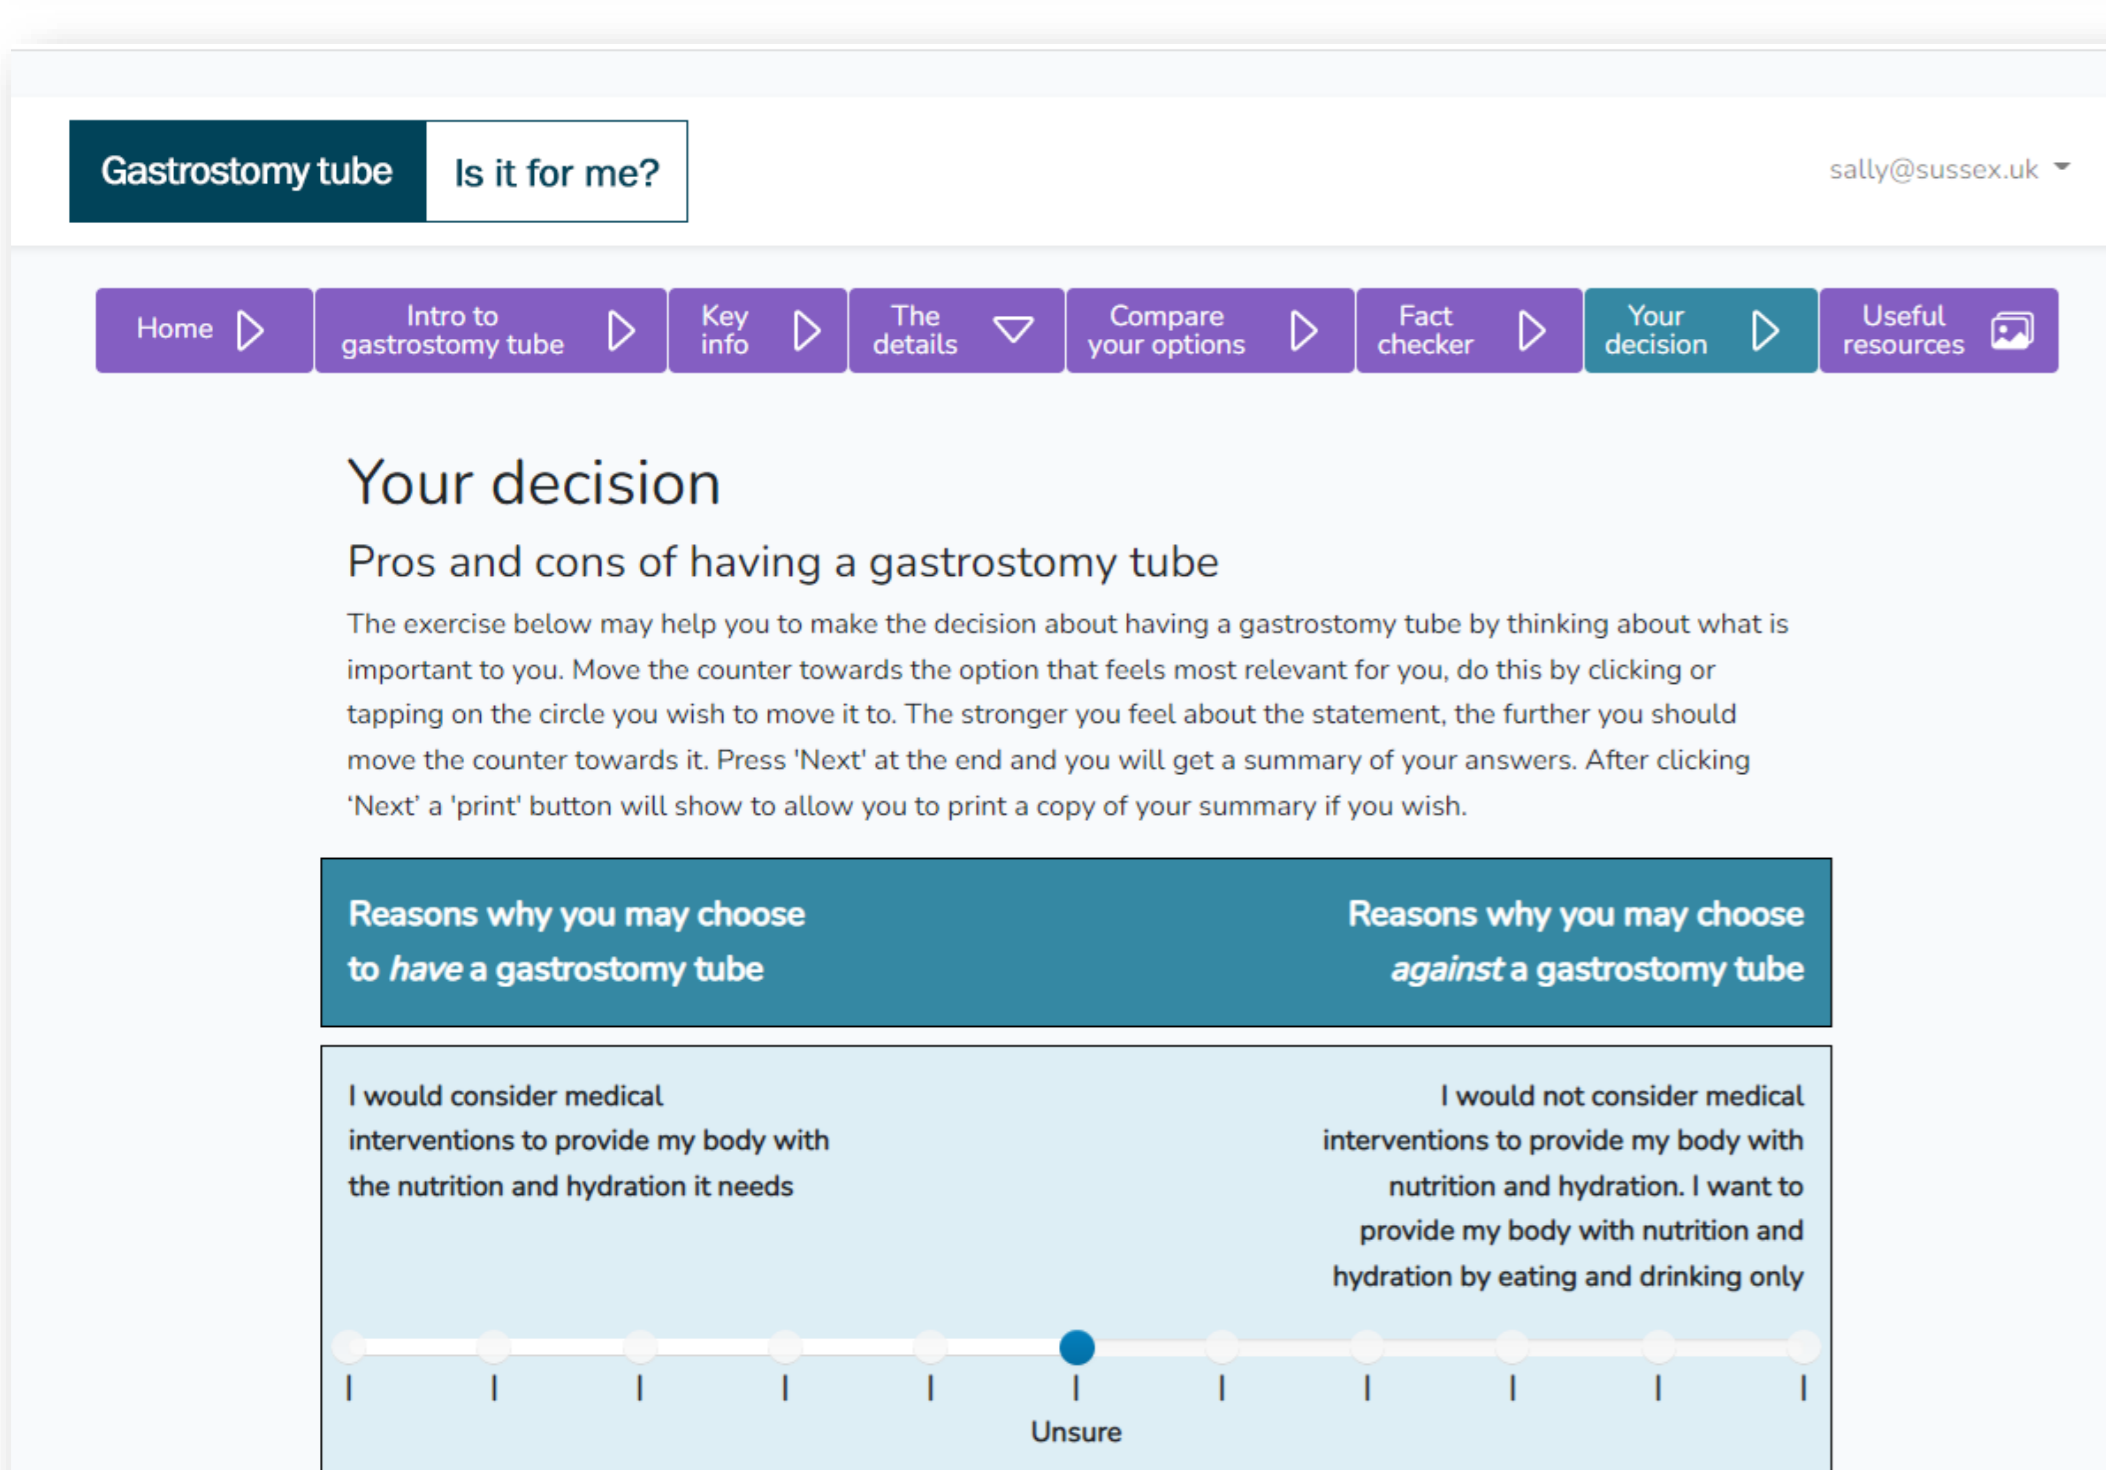 Gastrostomy tube Is it for me?
sally@sussex.uk
Home
Intro to
gastrostomy tube
Key
info
The
details
Compare
your options
Fact
checker
Your
decision
Useful
resources
Your decision
Pros and cons of having a gastrostomy tube
The exercise below may help you to make the decision about having a gastrostomy tube by thinking about what is
important to you. Move the counter towards the option that feels most relevant for you, do this by clicking or
tapping on the circle you wish to move it to. The stronger you feel about the statement, the further you should
move the counter towards it. Press 'Next' at the end and you will get a summary of your answers. After clicking
‘Next’ a 'print' button will show to allow you to print a copy of your summary if you wish.
Reasons why you may choose
to have a gastrostomy tube
Reasons why you may choose
against a gastrostomy tube
I would consider medical
interventions to provide my body with
the nutrition and hydration it needs
I would not consider medical
interventions to provide my body with
nutrition and hydration. I want to
provide my body with nutrition and
hydration by eating and drinking only
Unsure